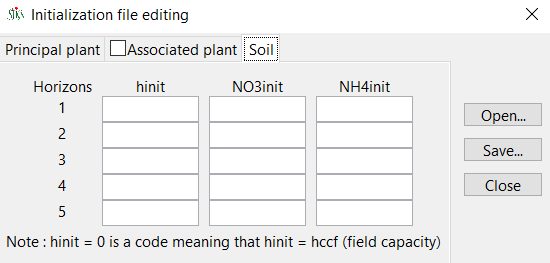 STICS Initialization file editing
Principal plant Associated plant Soil
Horizons hinit NO3init NH4init
1
2
3
4
5
Open...
Save...
Close
Note : hinit = 0 is a code meaning that hinit = hccf (field capacity)